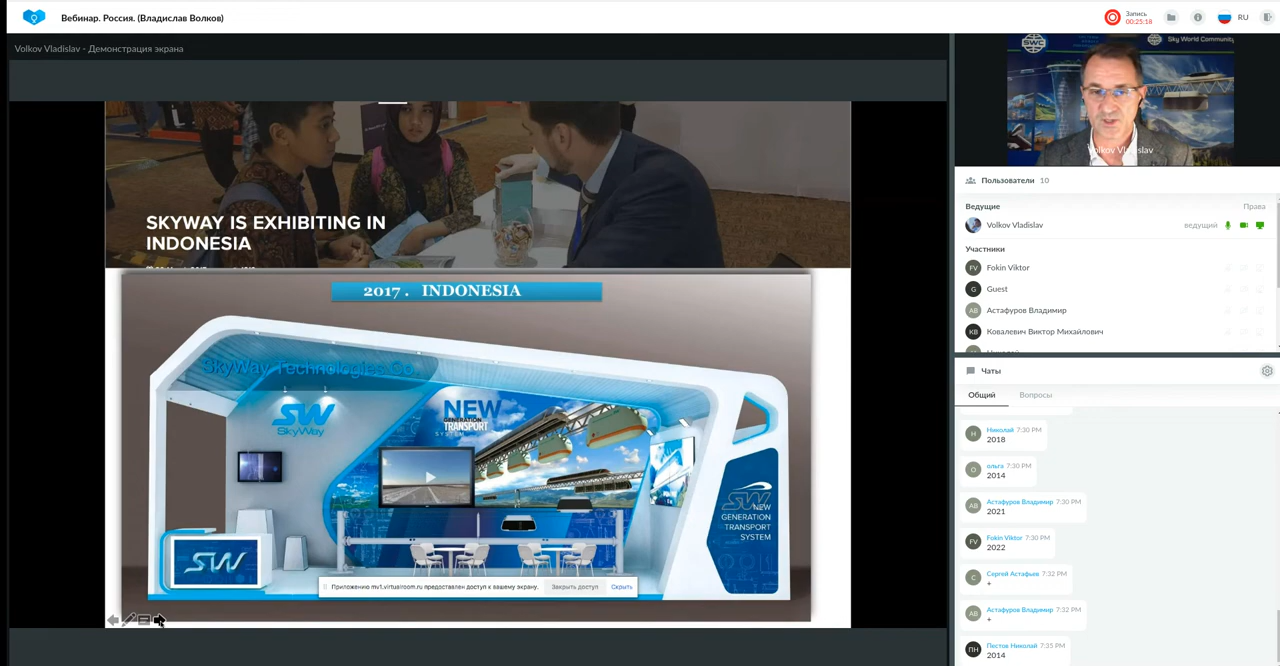 Вебинар. Россия. (Владислав Волков)
Запись
00:25:18
RU
Volkov Vladislav - Демонстрация экрана
SKYWAY IS EXHIBITING IN
INDONESIA
2017 . INDONESIA
SkyWay Technologies Co.
SW
SkyWay
NEW
GENERATION
TRANSPORT
SYSTEM
SW
SW
NEW
GENERATION
TRANSPORT
SYSTEM
Приложению mv1.virtualroom.ru предоставлен доступ к вашему экрану.
Закрыть доступ
Скрыть
SWC
Sky World Community
Volkov Vladislav
Пользователи 10
Ведущие
Права
Volkov Vladislav
ведущий
Участники
FV Fokin Viktor
G Guest
АВ Астафуров Владимир
КВ Ковалевич Виктор Михайлович
Чаты
Общий
Вопросы
Н Николай 7:30 PM
2018
О ольга 7:30 PM
2014
АВ Астафуров Владимир 7:30 PM
2021
FV Fokin Viktor 7:30 PM
2022
С Сергей Астафьев 7:32 PM
+
АВ Астафуров Владимир 7:32 PM
+
ПН Пестов Николай 7:35 PM
2014